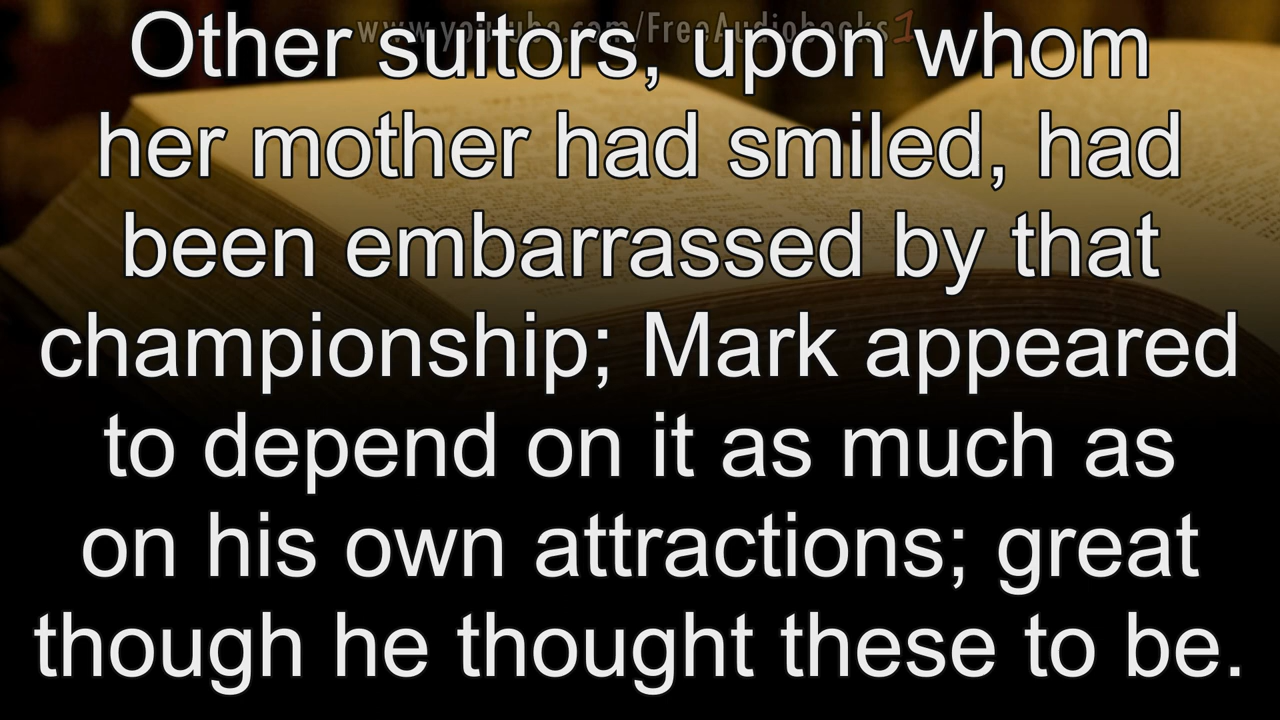 www.youtube.com/FreeAudiobooks1
Other suitors, upon whom
her mother had smiled, had
been embarrassed by that
championship; Mark appeared
to depend on it as much as
on his own attractions; great
though he thought these to be.